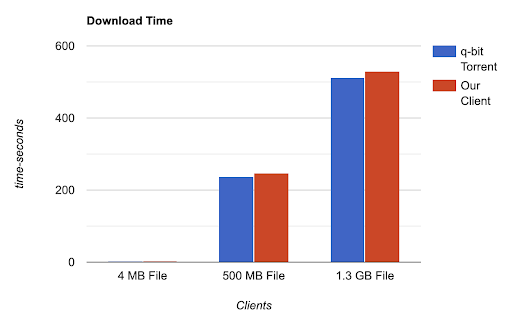 Download Time
600
400
200
0
time-seconds
4 MB File
500 MB File
1.3 GB File
Clients
q-bit
Torrent
Our
Client